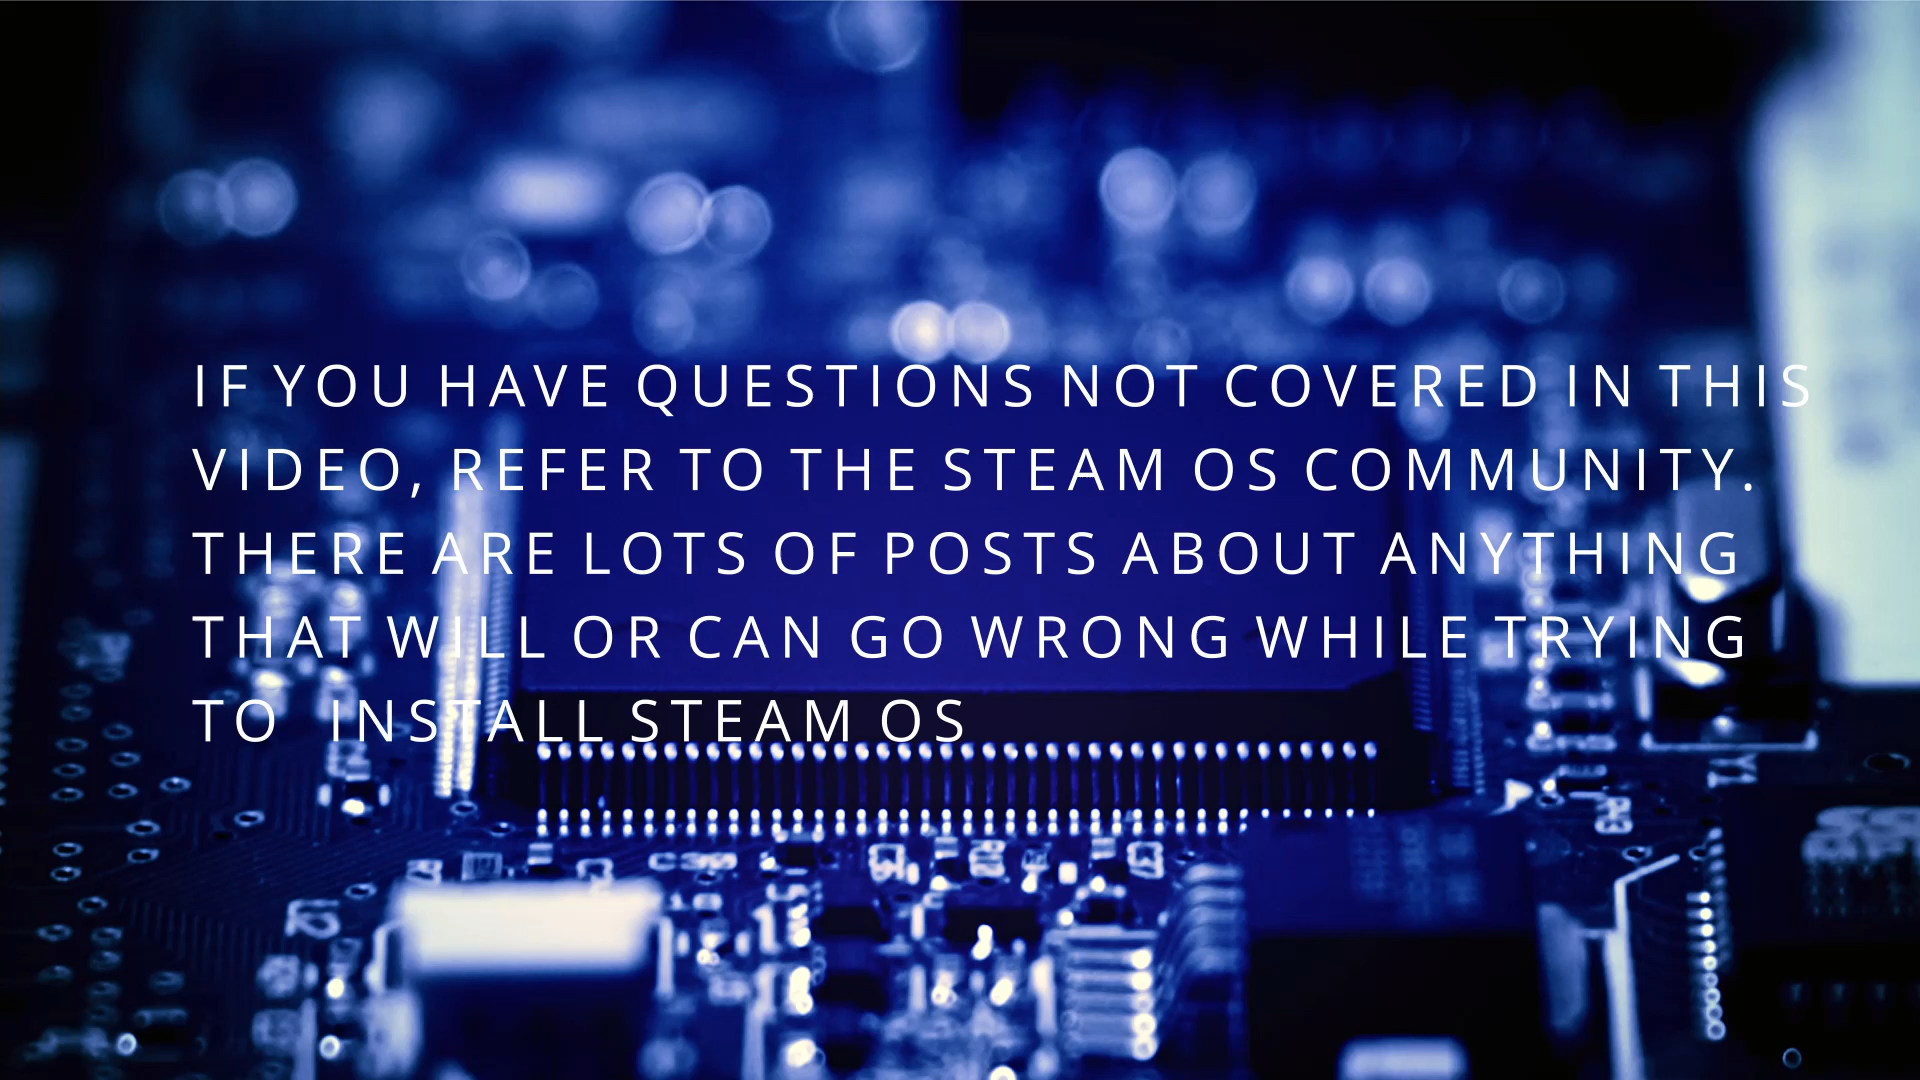 IF YOU HAVE QUESTIONS NOT COVERED IN THIS
VIDEO, REFER TO THE STEAM OS COMMUNITY.
THERE ARE LOTS OF POSTS ABOUT ANYTHING
THAT WILL OR CAN GO WRONG WHILE TRYING
TO INSTALL STEAM OS